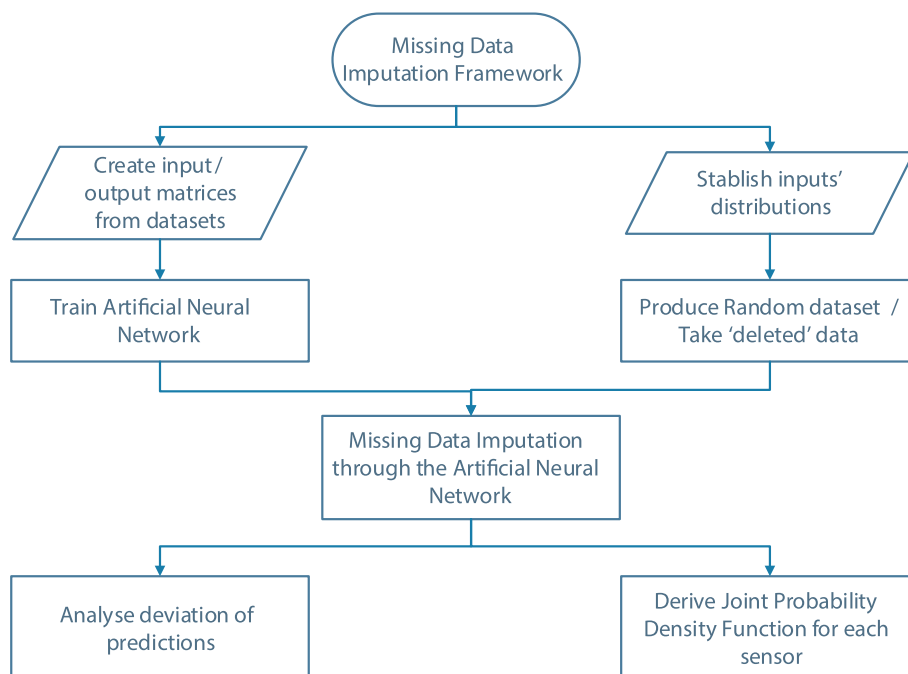 Missing Data
Imputation Framework
Create input /
output matrices
from datasets
Stablish inputs’
distributions
Train Artificial Neural
Network
Produce Random dataset /
Take ‘deleted’ data
Missing Data Imputation
through the Artificial Neural
Network
Analyse deviation of
predictions
Derive Joint Probability
Density Function for each
sensor